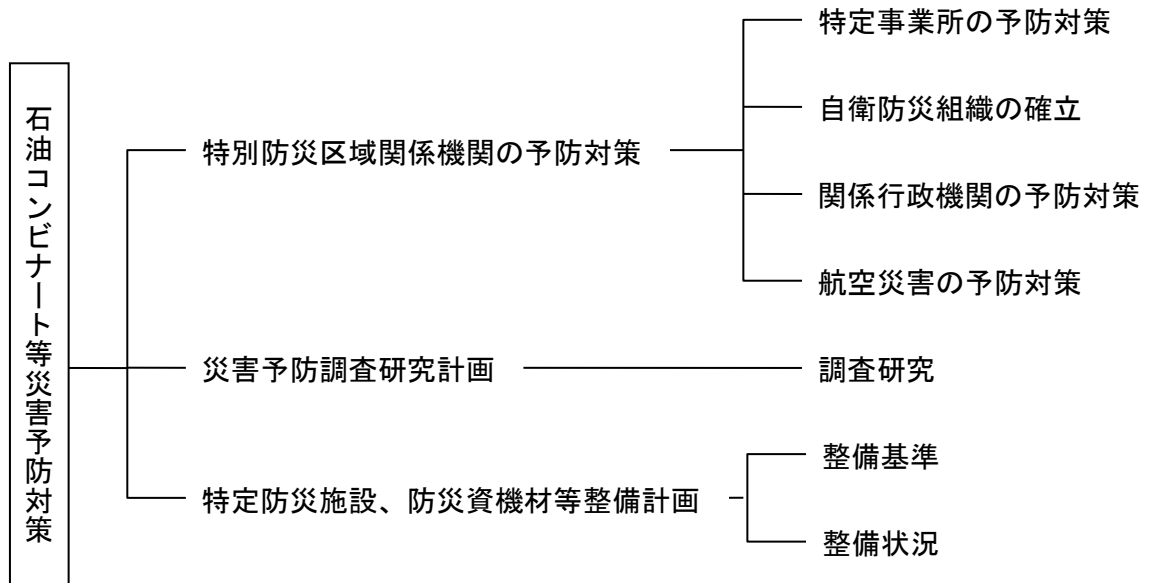 石油コンビナート等災害予防対策
特別防災区域関係機関の予防対策
特定事業所の予防対策
自衛防災組織の確立
関係行政機関の予防対策
航空災害の予防対策
災害予防調査研究計画
調査研究
特定防災施設、防災資機材等整備計画
整備基準
整備状況